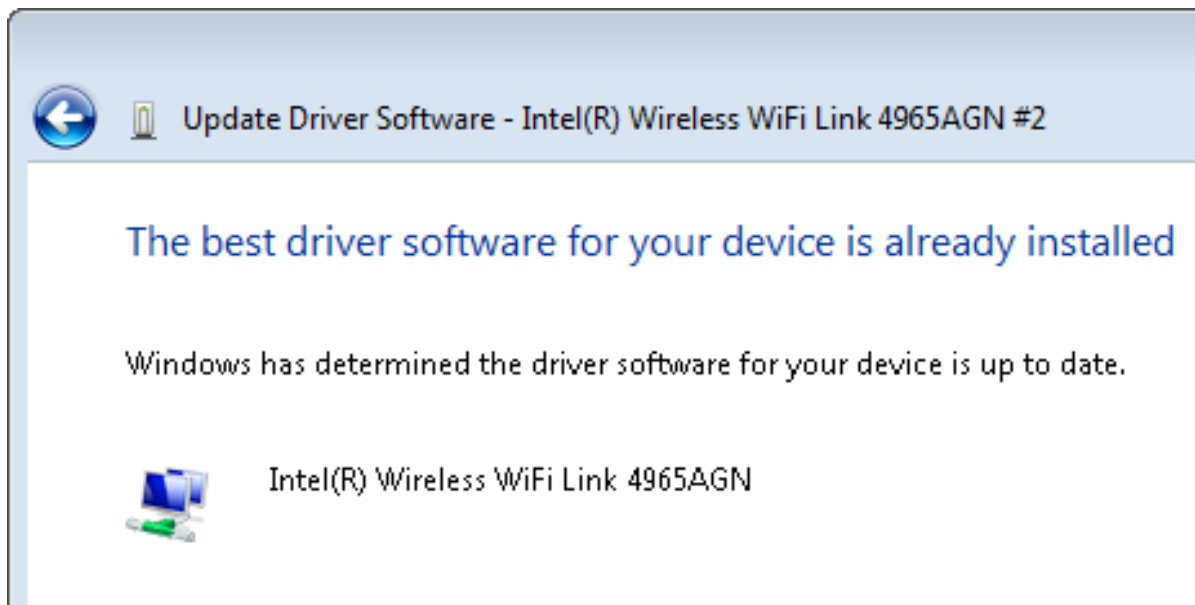 Update Driver Software - Intel(R) Wireless WiFi Link 4965AGN #2
The best driver software for your device is already installed
Windows has determined the driver software for your device is up to date.
Intel(R) Wireless WiFi Link 4965AGN